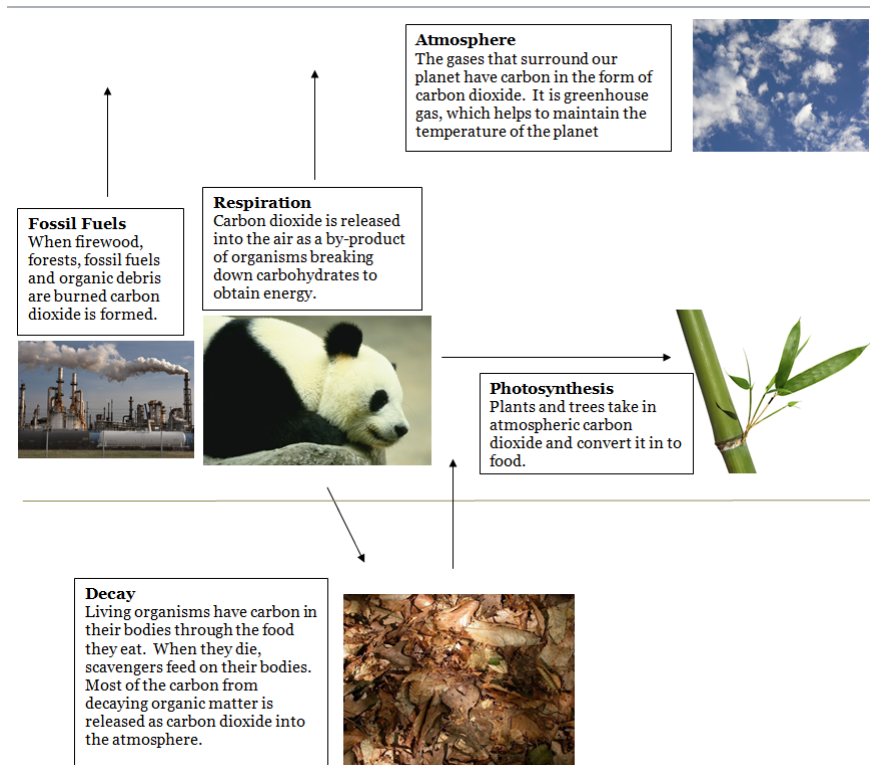 Atmosphere
The gases that surround our
planet have carbon in the form of
carbon dioxide.  It is greenhouse
gas, which helps to maintain the
temperature of the planet
Fossil Fuels
When firewood,
forests, fossil fuels
and organic debris
are burned carbon
dioxide is formed.
Respiration
Carbon dioxide is released
into the air as a by-product
of organisms breaking
down carbohydrates to
obtain energy.
Photosynthesis
Plants and trees take in
atmospheric carbon
dioxide and convert it in to
food.
Decay
Living organisms have carbon in
their bodies through the food
they eat.  When they die,
scavengers feed on their bodies.
Most of the carbon from
decaying organic matter is
released as carbon dioxide into
the atmosphere.